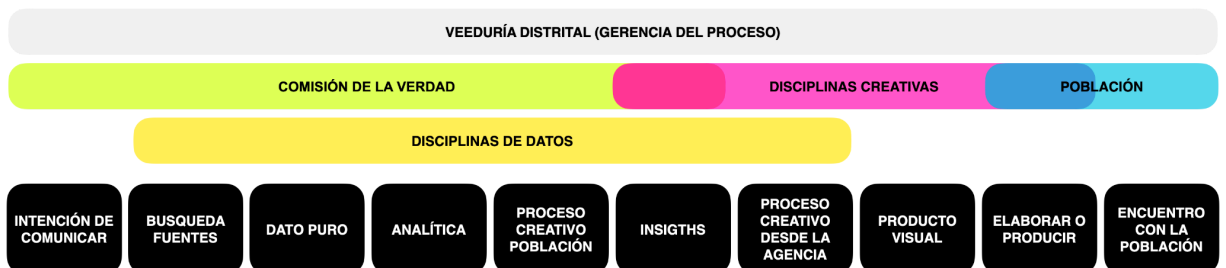 VEEDURÍA DISTRITAL (GERENCIA DEL PROCESO)
COMISIÓN DE LA VERDAD
DISCIPLINAS CREATIVAS
POBLACIÓN
DISCIPLINAS DE DATOS
INTENCIÓN DE
COMUNICAR
BUSQUEDA
FUENTES
DATO PURO
ANALÍTICA
PROCESO
CREATIVO
POBLACIÓN
INSIGTHS
PROCESO
CREATIVO
DESDE LA
AGENCIA
PRODUCTO
VISUAL
ELABORAR O
PRODUCIR
ENCUENTRO
CON LA
POBLACIÓN